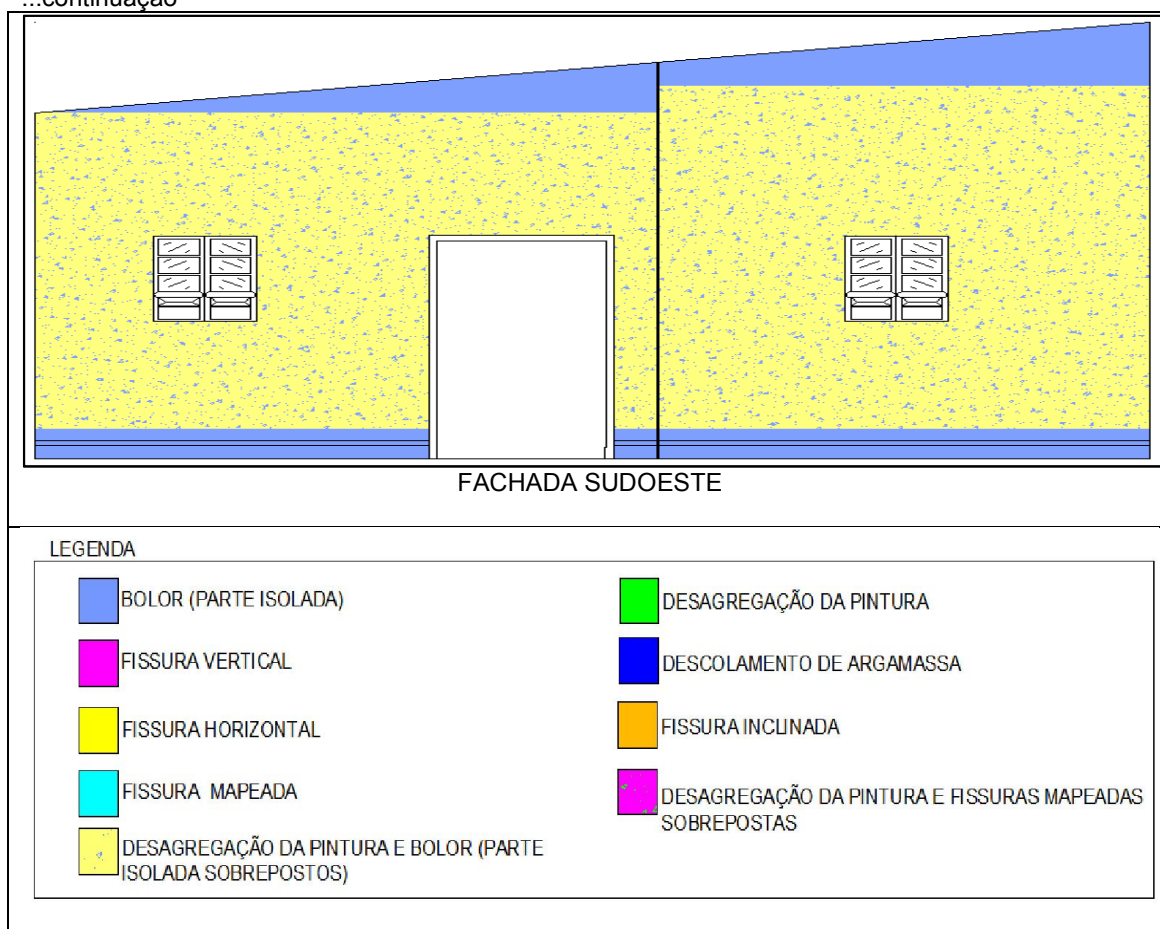 ...continuação
FACHADA SUDOESTE
LEGENDA
BOLOR (PARTE ISOLADA)
FISSURA VERTICAL
FISSURA HORIZONTAL
FISSURA MAPEADA
DESAGREGAÇÃO DA PINTURA E BOLOR (PARTE
ISOLADA SOBREPOSTOS)
DESAGREGAÇÃO DA PINTURA
DESCOLAMENTO DE ARGAMASSA
FISSURA INCLINADA
DESAGREGAÇÃO DA PINTURA E FISSURAS MAPEADAS
SOBREPOSTAS